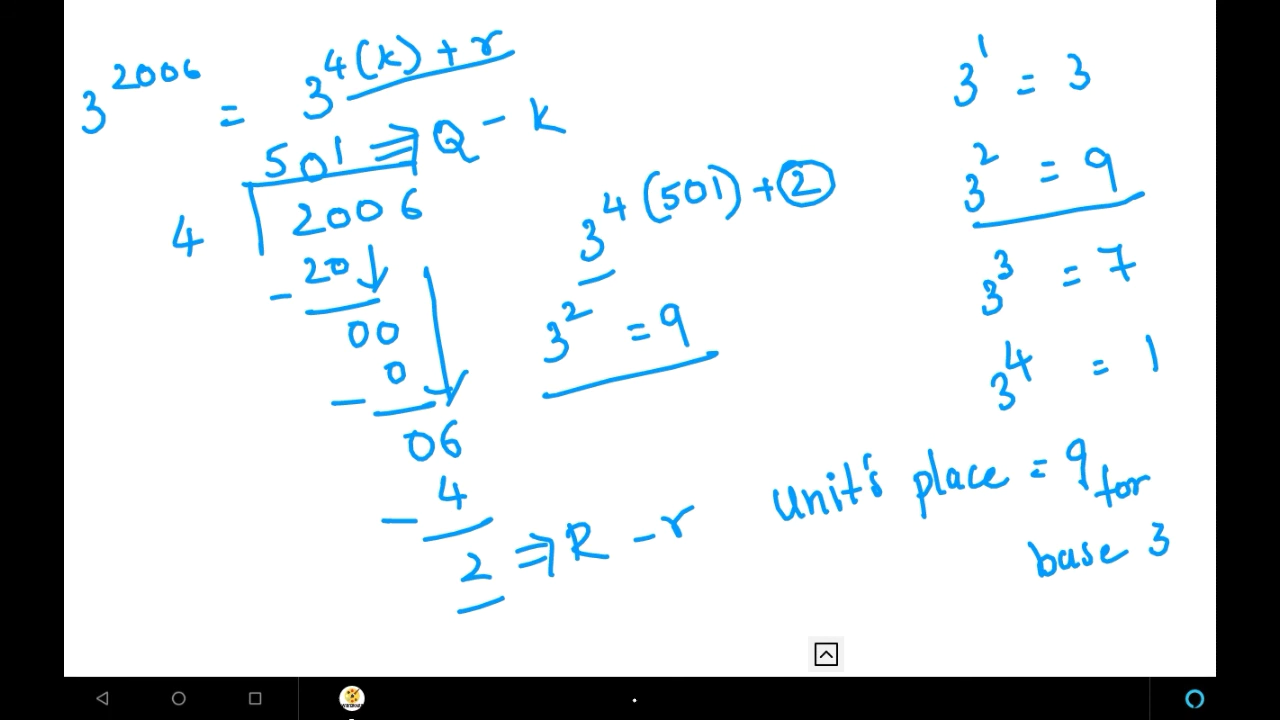 3^2006 = 3^4(k) + r
501 ⇒ Q - k
4 2006
- 20
00
- 0
06
- 4
2 ⇒ R - r
3^4(501) + 2
3^2 = 9
3^1 = 3
3^2 = 9
3^3 = 7
3^4 = 1
unit's place = 9 for
base 3